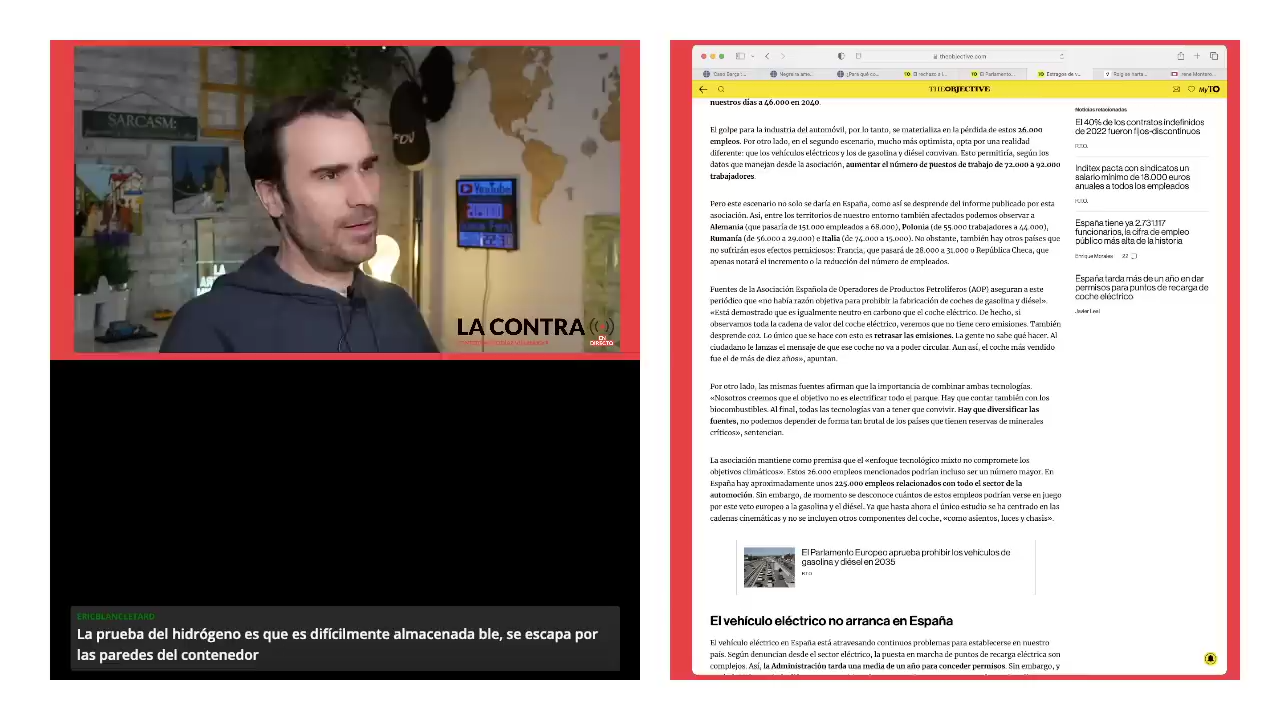 SARCASM:
FDV
YouTube
LA CONTRA
EN
DIRECTO
ERICBLANCLETARD
La prueba del hidrógeno es que es difícilmente almacenada ble, se escapa por
las paredes del contenedor
theobjective.com
Caso Barça:...
Negreira ame...
¿Para qué co...
El rechazo a l...
El Parlamento...
Estragos de v...
Roig se harta...
Irene Montero...
THE OBJECTIVE
MyTO
nuestros días a 46.000 en 2040.
El golpe para la industria del automóvil, por lo tanto, se materializa en la pérdida de estos 26.000
empleos. Por otro lado, en el segundo escenario, mucho más optimista, opta por una realidad
diferente: que los vehículos eléctricos y los de gasolina y diésel convivan. Esto permitiría, según los
datos que manejan desde la asociación, aumentar el número de puestos de trabajo de 72.000 a 92.000
trabajadores.
Pero este escenario no solo se daría en España, como así se desprende del informe publicado por esta
asociación. Así, entre los territorios de nuestro entorno también afectados podemos observar a
Alemania (que pasaría de 151.000 empleados a 68.000), Polonia (de 55.000 trabajadores a 44.000),
Rumanía (de 56.000 a 29.000) e Italia (de 74.000 a 15.000). No obstante, también hay otros países que
no sufrirán esos efectos perniciosos: Francia, que pasará de 28.000 a 31.000 o República Checa, que
apenas notará el incremento o la reducción del número de empleados.
Fuentes de la Asociación Española de Operadores de Productos Petrolíferos (AOP) aseguran a este
periódico que «no había razón objetiva para prohibir la fabricación de coches de gasolina y diésel».
«Está demostrado que es igualmente neutro en carbono que el coche eléctrico. De hecho, si
observamos toda la cadena de valor del coche eléctrico, veremos que no tiene cero emisiones. También
desprende co2. Lo único que se hace con esto es retrasar las emisiones. La gente no sabe qué hacer. Al
ciudadano le lanzas el mensaje de que ese coche no va a poder circular. Aun así, el coche más vendido
fue el de más de diez años», apuntan.
Por otro lado, las mismas fuentes afirman que la importancia de combinar ambas tecnologías.
«Nosotros creemos que el objetivo no es electrificar todo el parque. Hay que contar también con los
biocombustibles. Al final, todas las tecnologías van a tener que convivir. Hay que diversificar las
fuentes, no podemos depender de forma tan brutal de los países que tienen reservas de minerales
críticos», sentencian.
La asociación mantiene como premisa que el «enfoque tecnológico mixto no compromete los
objetivos climáticos». Estos 26.000 empleos mencionados podrían incluso ser un número mayor. En
España hay aproximadamente unos 225.000 empleos relacionados con todo el sector de la
automoción. Sin embargo, de momento se desconoce cuántos de estos empleos podrían verse en juego
por este veto europeo a la gasolina y el diésel. Ya que hasta ahora el único estudio se ha centrado en las
cadenas cinemáticas y no se incluyen otros componentes del coche, «como asientos, luces y chasis».
El Parlamento Europeo aprueba prohibir los vehículos de
gasolina y diésel en 2035
El vehículo eléctrico no arranca en España
El vehículo eléctrico en España está atravesando continuos problemas para establecerse en nuestro
país. Según denuncian desde el sector eléctrico, la puesta en marcha de puntos de recarga eléctrica son
complejos. Así, la Administración tarda una media de un año para conceder permisos. Sin embargo, y
Noticias relacionadas
El 40% de los contratos indefinidos
de 2022 fueron fijos-discontinuos
Inditex pacta con sindicatos un
salario mínimo de 18.000 euros
anuales a todos los empleados
España tiene ya 2.731.117
funcionarios, la cifra de empleo
público más alta de la historia
Enrique Morales 22
España tarda más de un año en dar
permisos para puntos de recarga de
coche eléctrico
Javier Leal